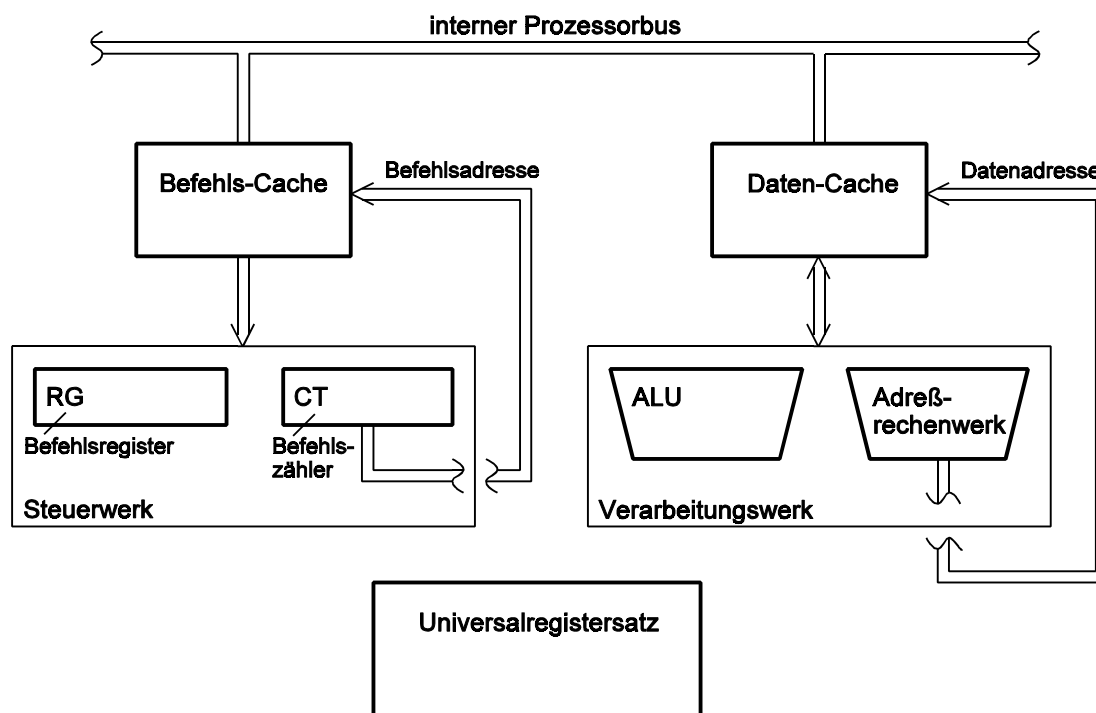 interner Prozessorbus
Befehls-Cache
Befehlsadresse
Daten-Cache
Datenadresse
RG
Befehlsregister
CT
Befehls-
zähler
Steuerwerk
ALU
Adreß-
rechenwerk
Verarbeitungswerk
Universalregistersatz